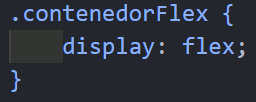 .contenedorFlex {
    display: flex;
}